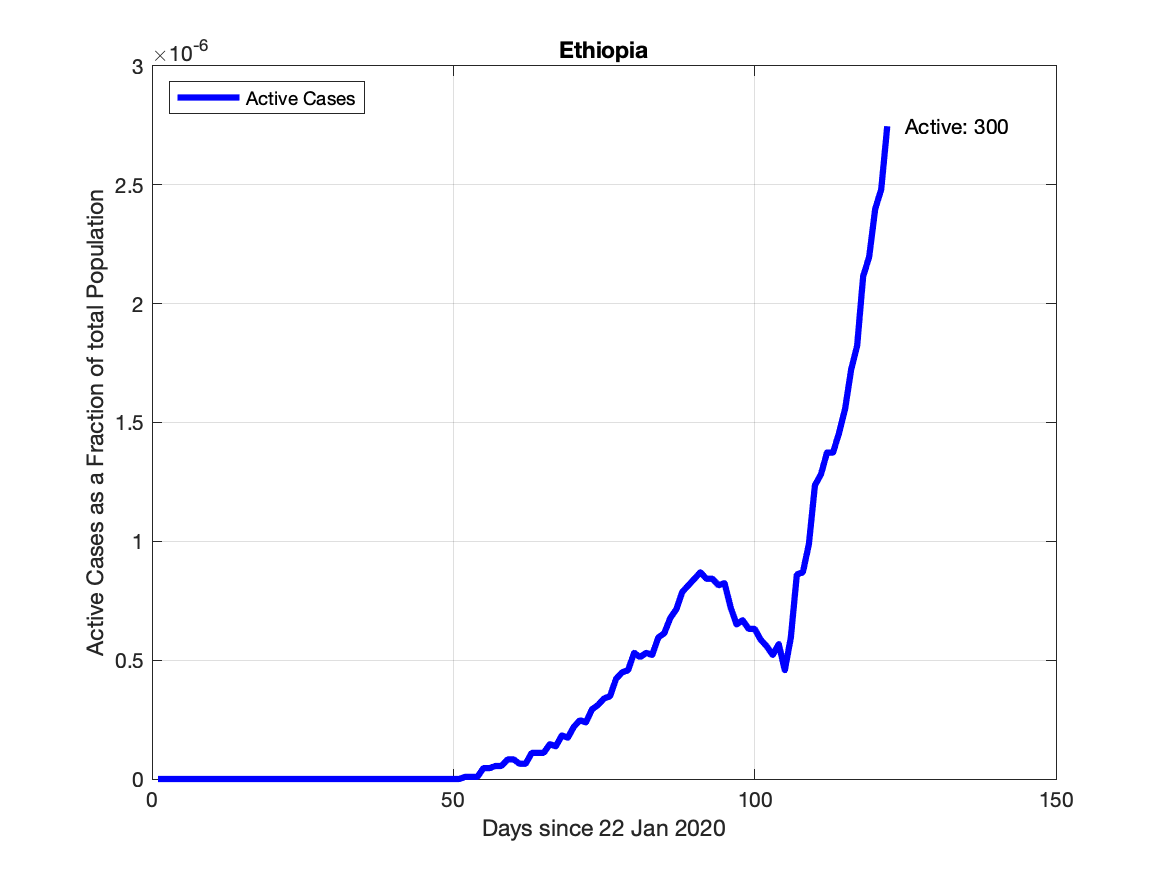 Ethiopia
×10-6
3
2.5
2
1.5
1
0.5
0
Active Cases
Active: 300
Active Cases as a Fraction of total Population
0
50
100
150
Days since 22 Jan 2020